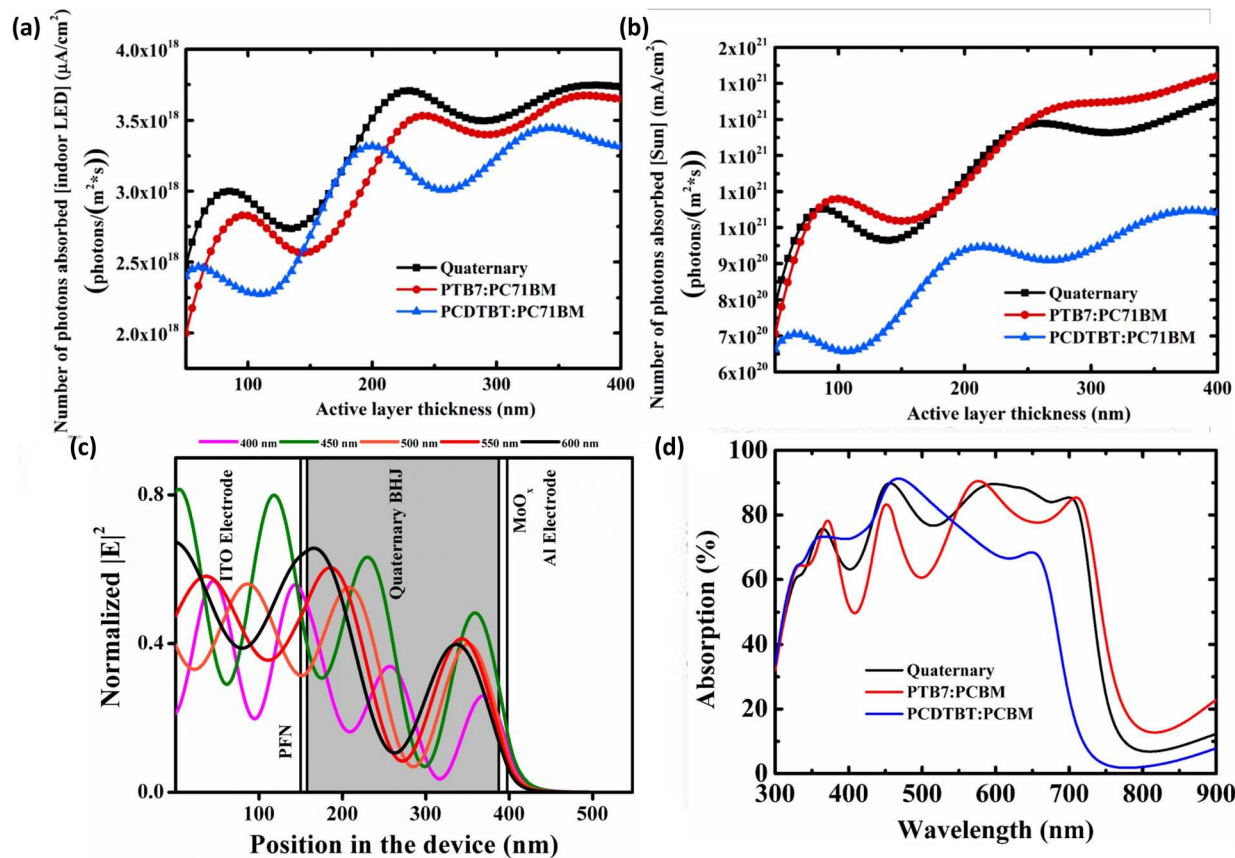 (a)
Number of photons absorbed [indoor LED] (μA/cm²)
(photons/(m²*s))
4.0x10¹⁸
3.5x10¹⁸
3.0x10¹⁸
2.5x10¹⁸
2.0x10¹⁸
Quaternary
PTB7:PC71BM
PCDTBT:PC71BM
100
200
300
400
Active layer thickness (nm)
(b)
Number of photons absorbed [Sun] (mA/cm²)
(photons/(m²*s))
2x10²¹
1x10²¹
1x10²¹
1x10²¹
1x10²¹
1x10²¹
9x10²⁰
8x10²⁰
7x10²⁰
6x10²⁰
Quaternary
PTB7:PC71BM
PCDTBT:PC71BM
100
200
300
400
Active layer thickness (nm)
(c)
400 nm
450 nm
500 nm
550 nm
600 nm
Normalized |E|²
0.8
0.4
0.0
ITO Electrode
PFN
Quaternary BHJ
MoOₓ
Al Electrode
0
100
200
300
400
500
Position in the device (nm)
(d)
Absorption (%)
100
80
60
40
20
0
Quaternary
PTB7:PCBM
PCDTBT:PCBM
300
400
500
600
700
800
900
Wavelength (nm)